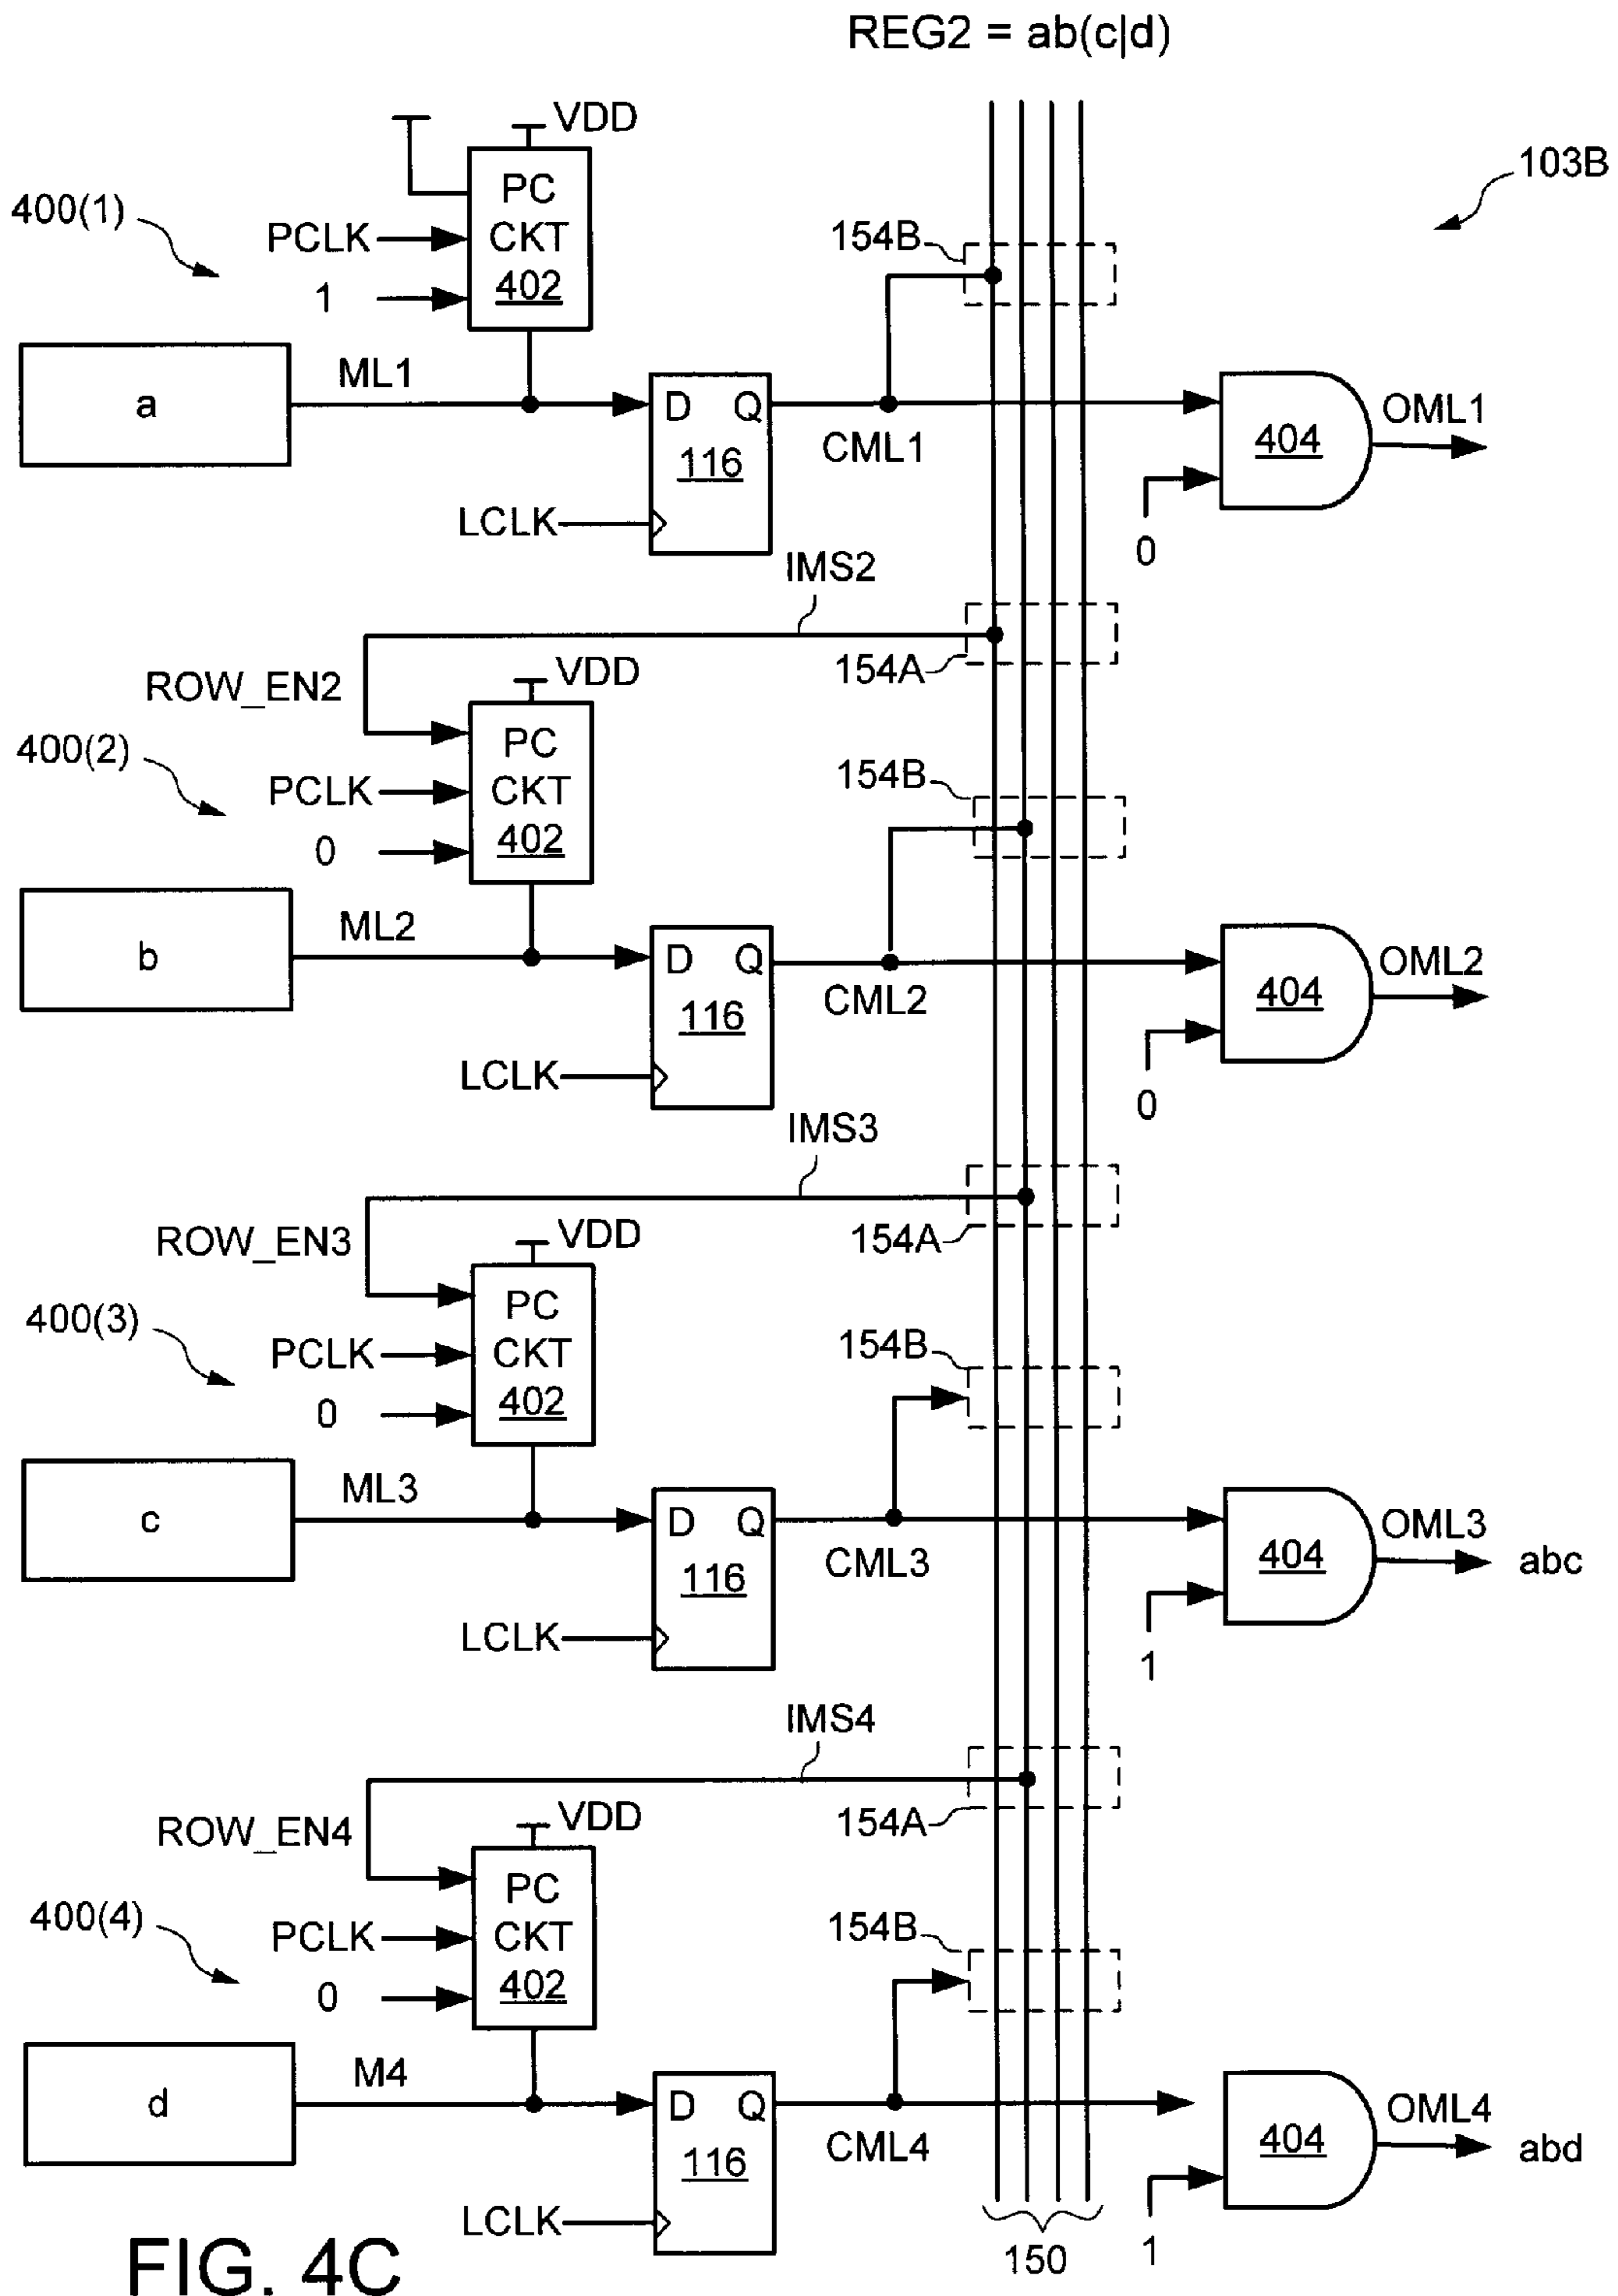 REG2 = ab(c|d)
VDD
103B
400(1)
PC
CKT
402
PCLK
1
154B
a
ML1
D Q
116
LCLK
CML1
404
OML1
0
IMS2
154A
ROW_EN2
VDD
400(2)
PC
CKT
402
PCLK
0
154B
b
ML2
D Q
116
LCLK
CML2
404
OML2
0
IMS3
154A
ROW_EN3
VDD
400(3)
PC
CKT
402
PCLK
0
154B
c
ML3
D Q
116
LCLK
CML3
404
OML3
abc
1
IMS4
154A
ROW_EN4
VDD
400(4)
PC
CKT
402
PCLK
0
154B
d
M4
D Q
116
LCLK
CML4
404
OML4
abd
1
150
FIG. 4C